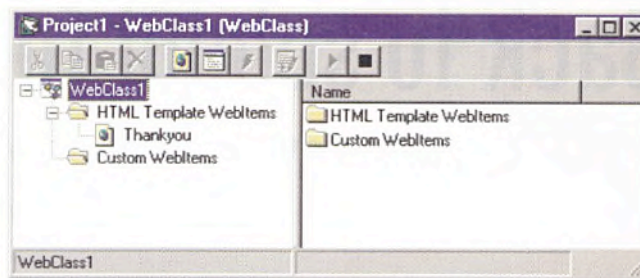 Project1 - WebClass1 (WebClass)
WebClass1
HTML Template WebItems
Thankyou
Custom WebItems
Name
HTML Template WebItems
Custom WebItems
WebClass1